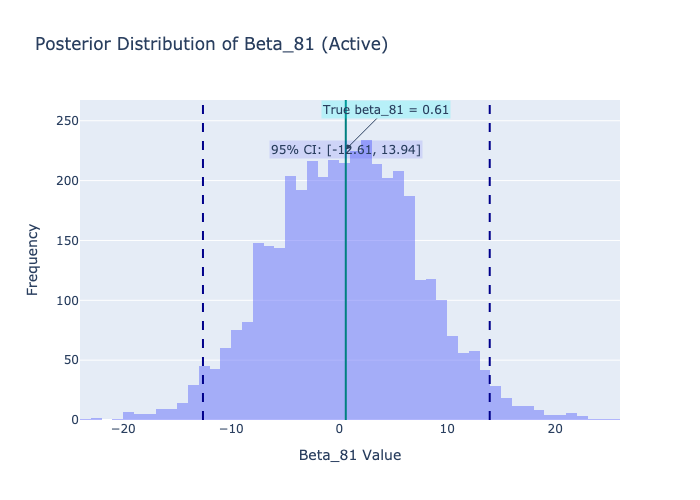 Posterior Distribution of Beta_81 (Active)
True beta_81 = 0.61
95% CI: [-12.61, 13.94]
Frequency
250
200
150
100
50
0
−20
−10
0
10
20
Beta_81 Value